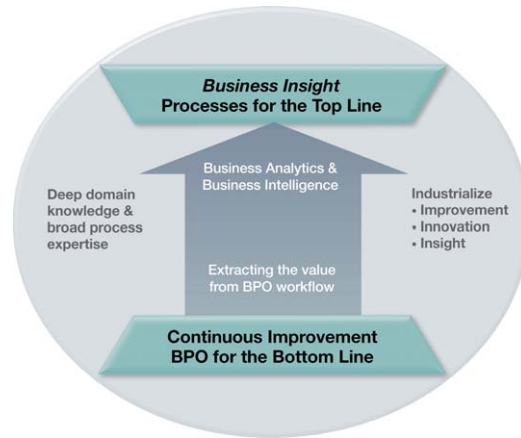 Business Insight
Processes for the Top Line
Business Analytics &
Business Intelligence
Deep domain
knowledge &
broad process
expertise
Industrialize
• Improvement
• Innovation
• Insight
Extracting the value
from BPO workflow
Continuous Improvement
BPO for the Bottom Line